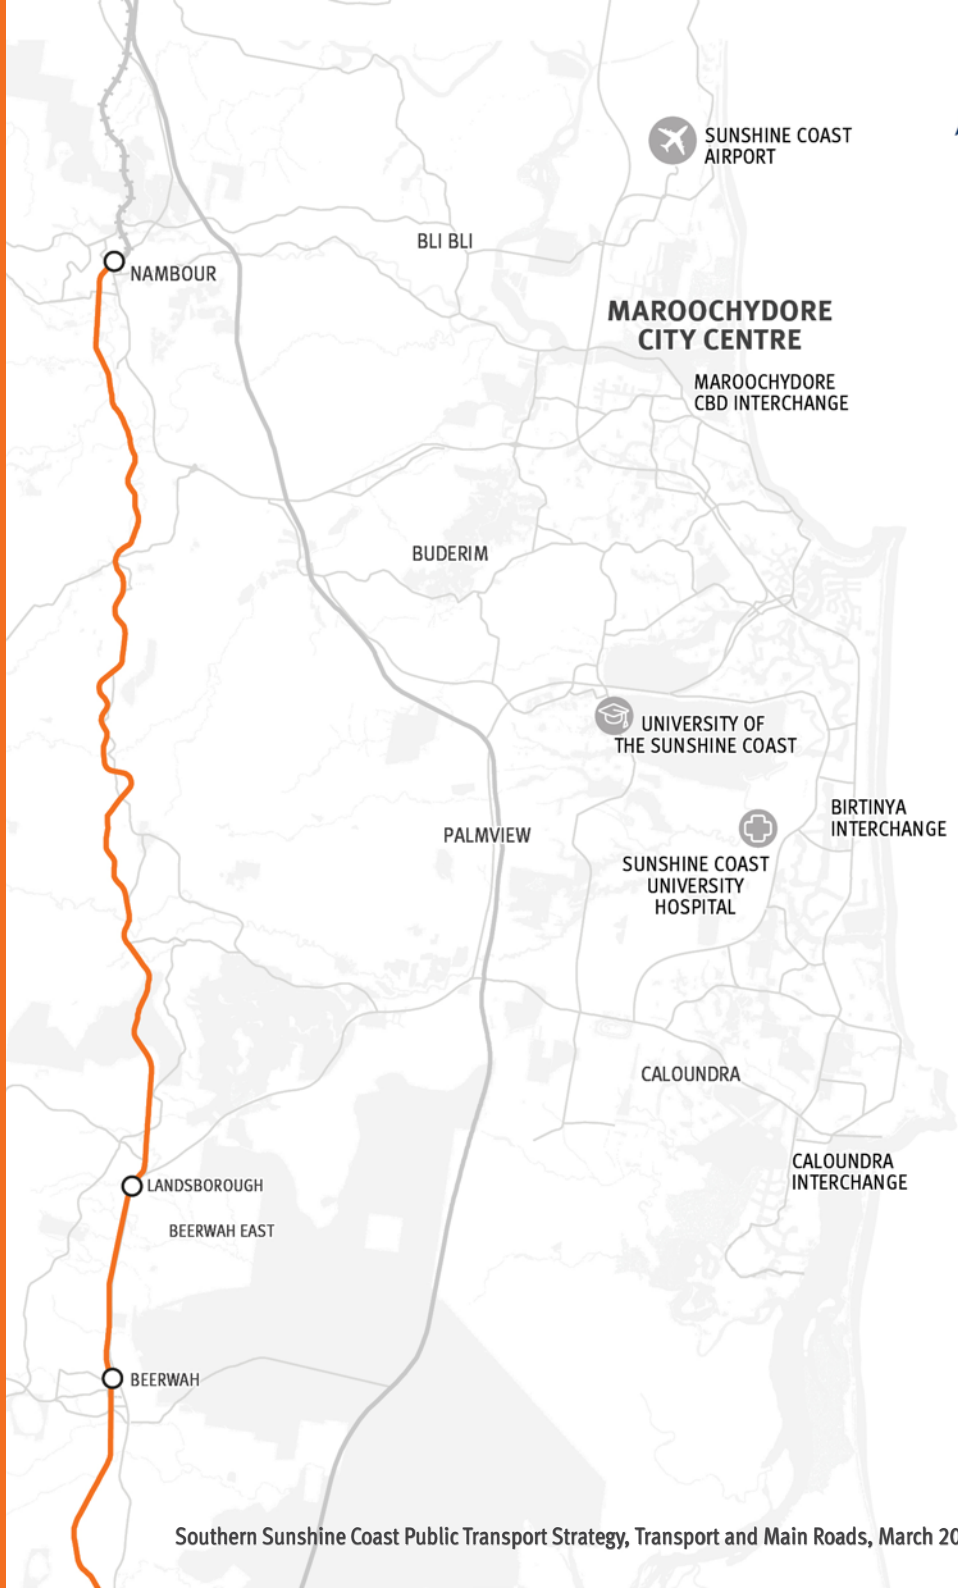 SUNSHINE COAST
AIRPORT
BLI BLI
NAMBOUR
MAROOCHYDORE
CITY CENTRE
MAROOCHYDORE
CBD INTERCHANGE
BUDERIM
UNIVERSITY OF
THE SUNSHINE COAST
BIRTINYA
INTERCHANGE
PALMVIEW
SUNSHINE COAST
UNIVERSITY
HOSPITAL
CALOUNDRA
CALOUNDRA
INTERCHANGE
LANDSBOROUGH
BEERWAH EAST
BEERWAH
Southern Sunshine Coast Public Transport Strategy, Transport and Main Roads, March 20